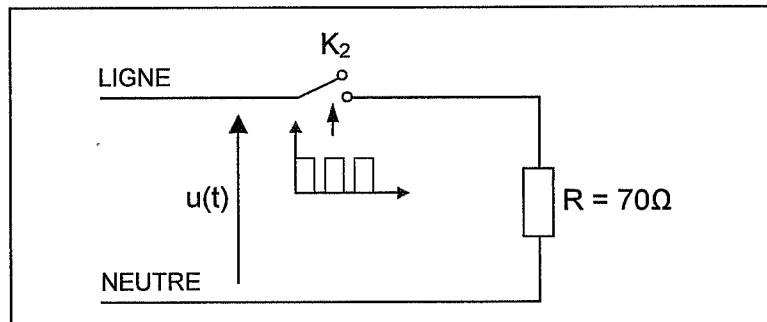 K₂
LIGNE
u(t)
R = 70Ω
NEUTRE